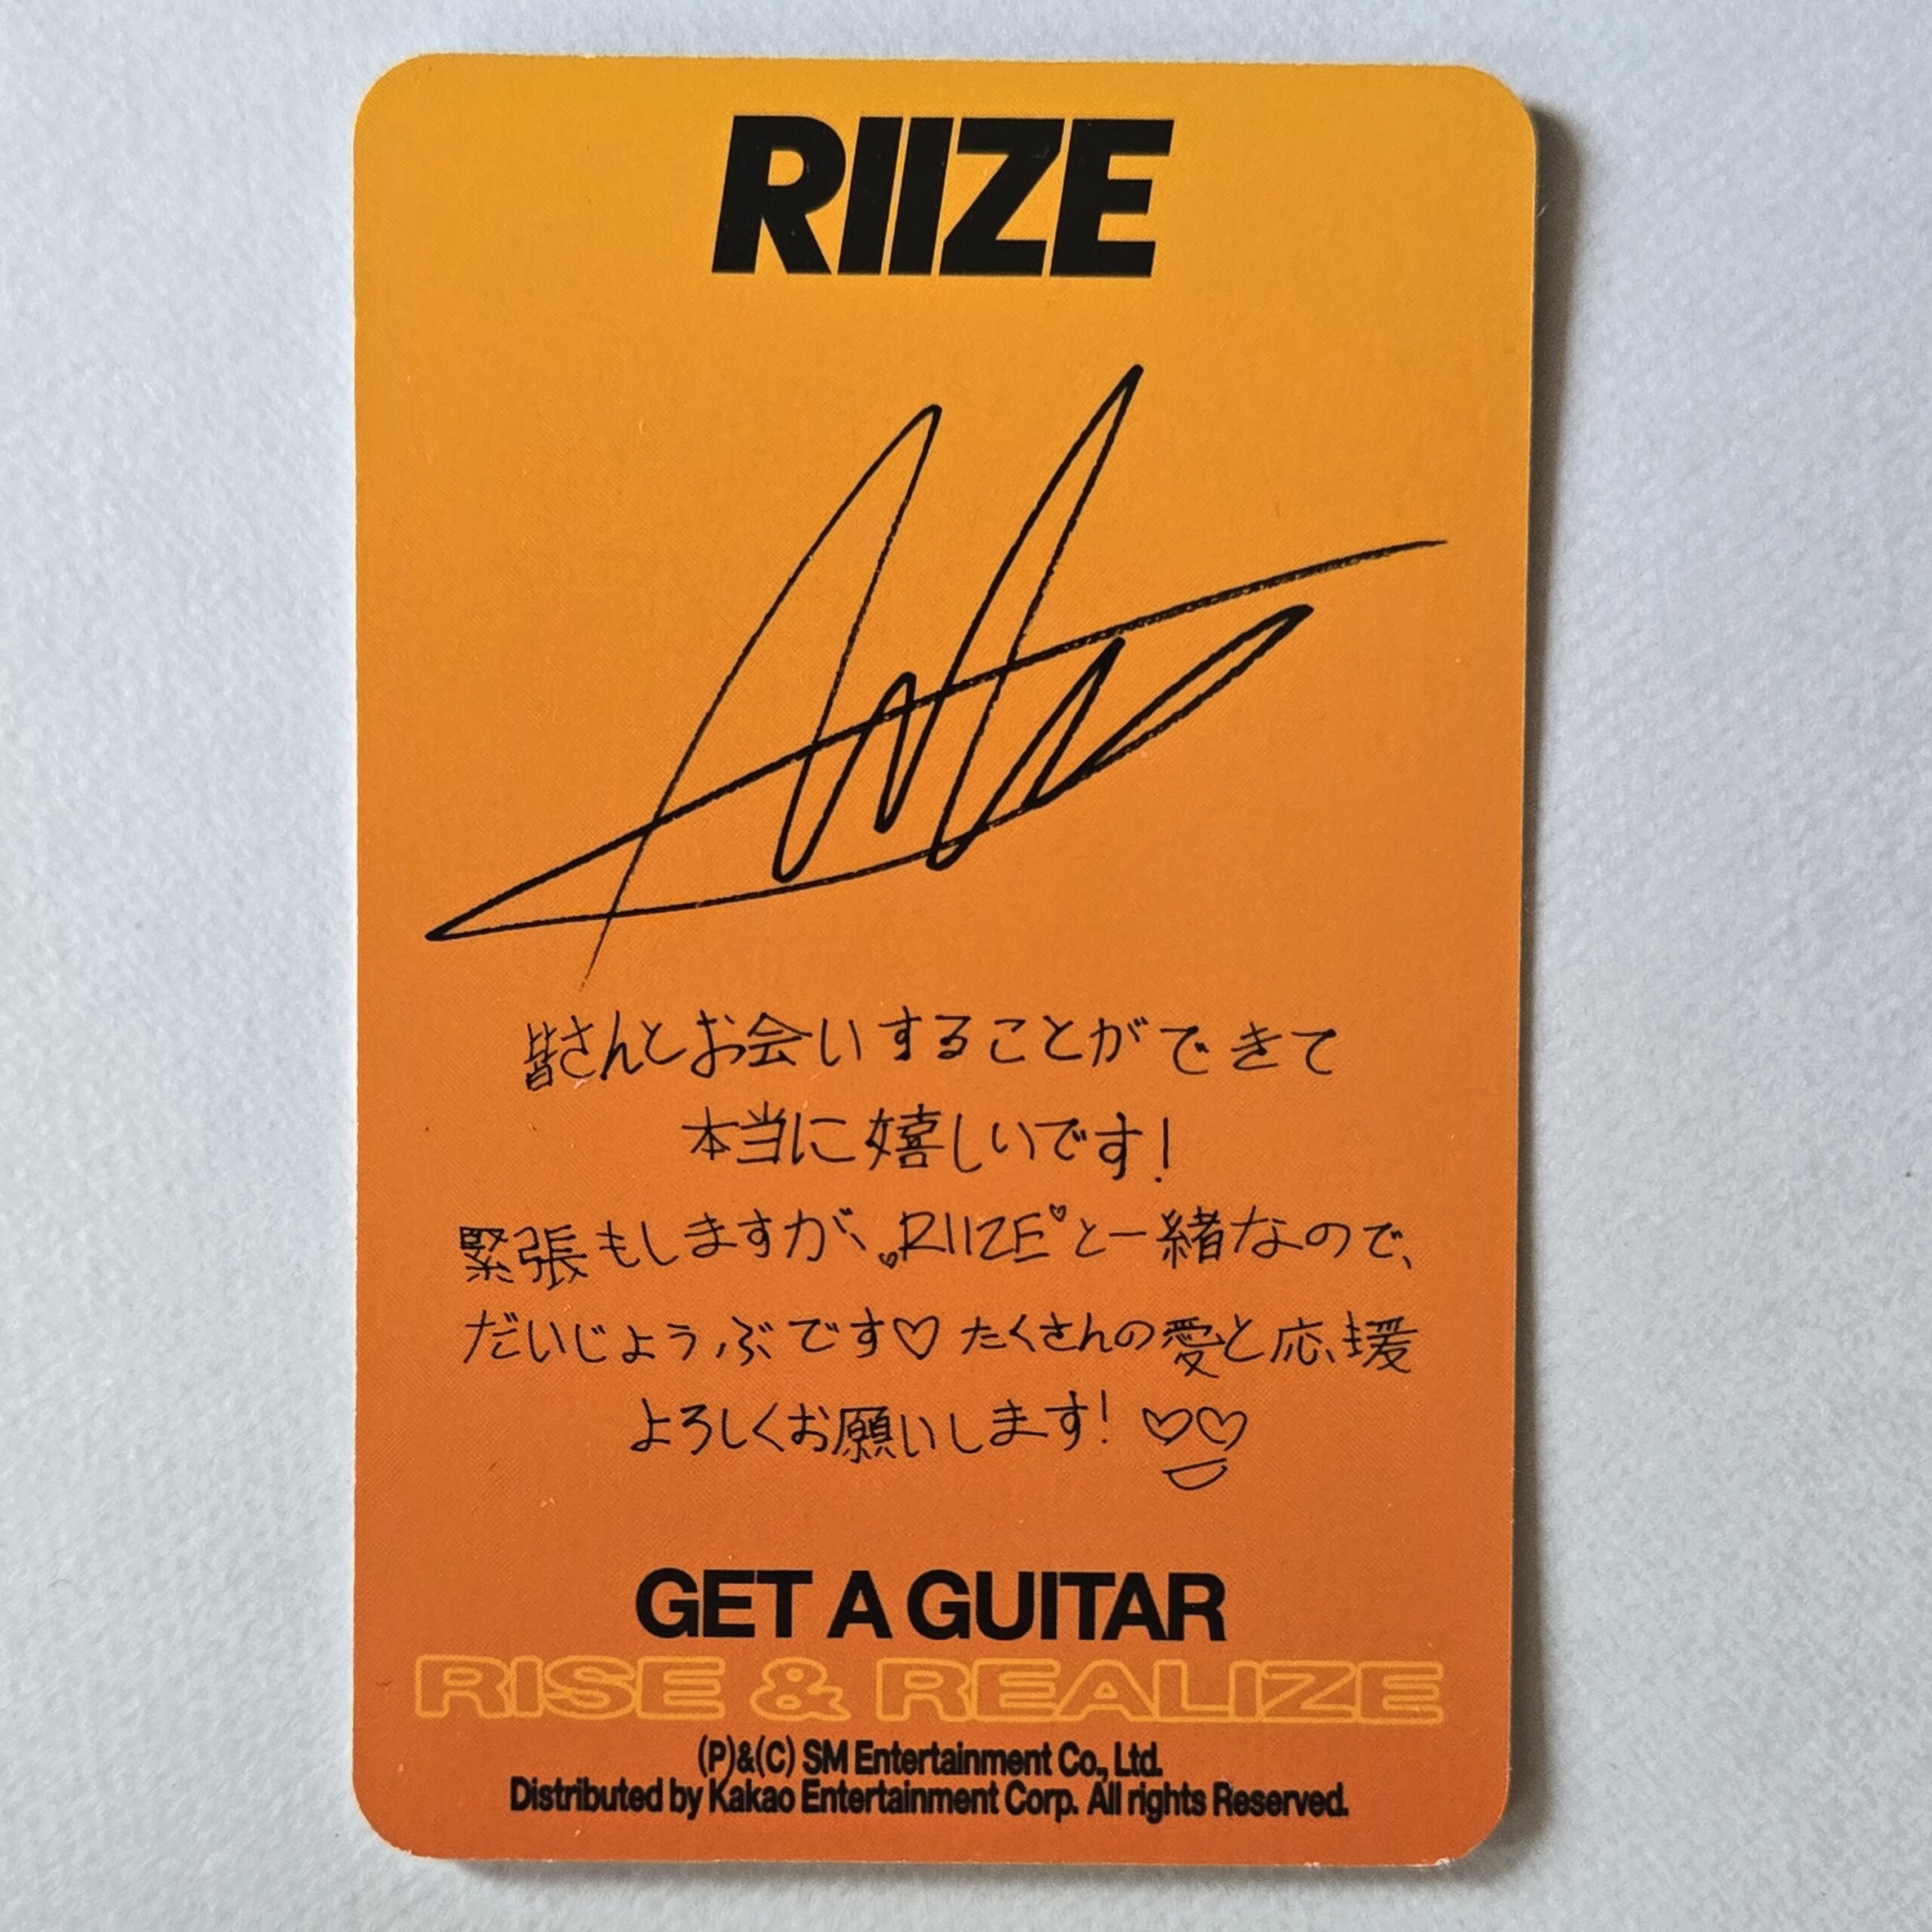 RIIZE
皆さんとお会いすることができて
本当に嬉しいです!
緊張もしますが、RIIZEと一緒なので、
だいじょうぶです♡ たくさんの愛と応援
よろしくお願いします!
GET A GUITAR
RISE & REALIZE
(P)&(C) SM Entertainment Co., Ltd.
Distributed by Kakao Entertainment Corp. All rights Reserved.